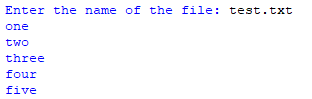 Enter the name of the file: test.txt
one
two
three
four
five